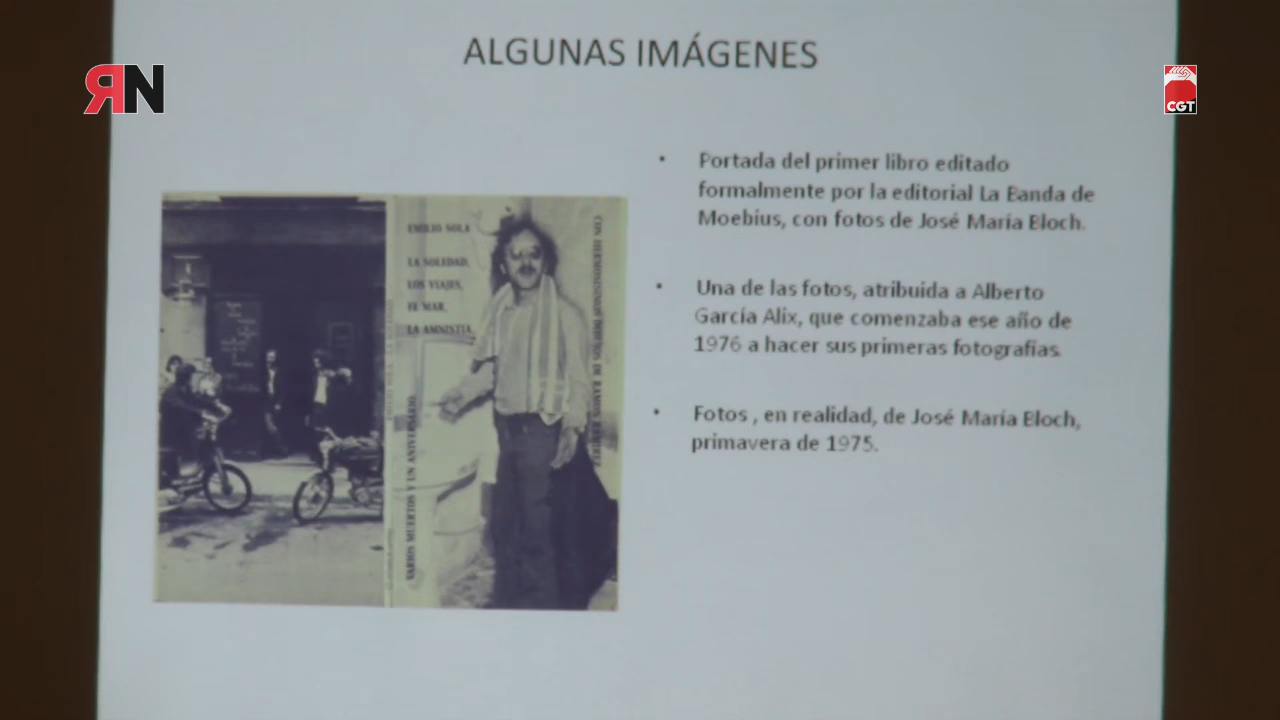 ALGUNAS IMÁGENES
RN
CGT
• Portada del primer libro editado
formalmente por la editorial La Banda de
Moebius, con fotos de José María Bloch.
• Una de las fotos, atribuida a Alberto
García Alix, que comenzaba ese año de
1976 a hacer sus primeras fotografías.
• Fotos , en realidad, de José María Bloch,
primavera de 1975.
EMILIO SOLA
LA SOLEDAD,
LOS VIAJES,
EL MAR,
LA AMNISTIA,
VARIOS MUERTOS Y UN ANIVERSARIO